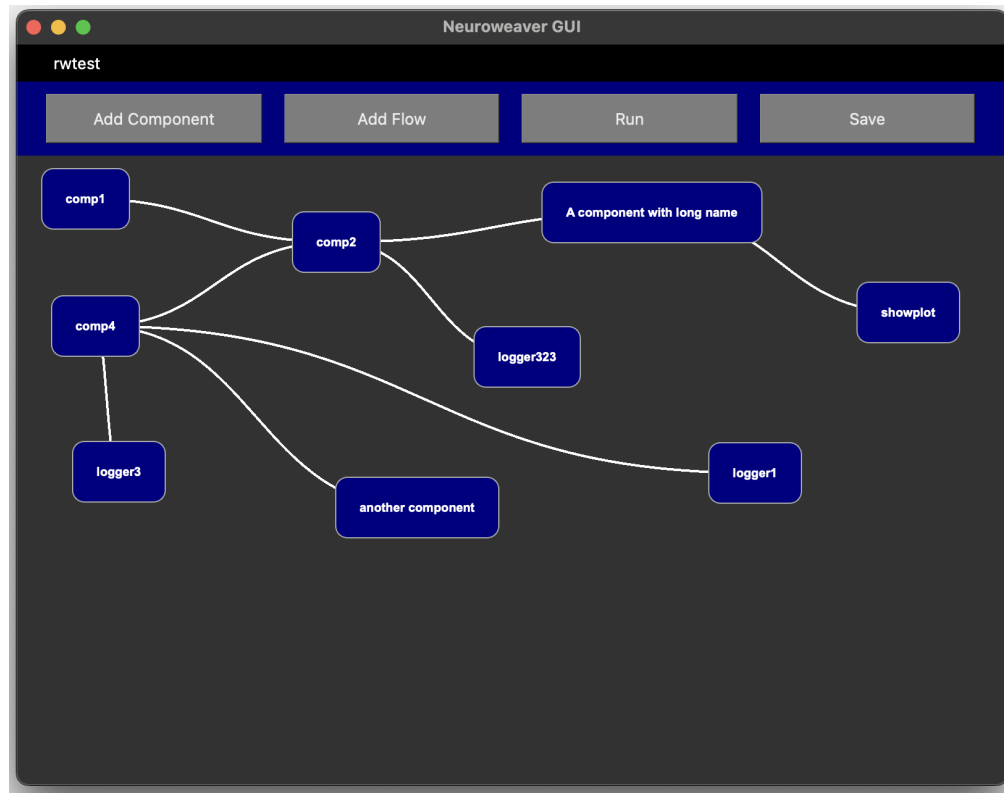 Neuroweaver GUI
rwtest
Add Component
Add Flow
Run
Save
comp1
A component with long name
comp2
showplot
comp4
logger323
logger3
logger1
another component